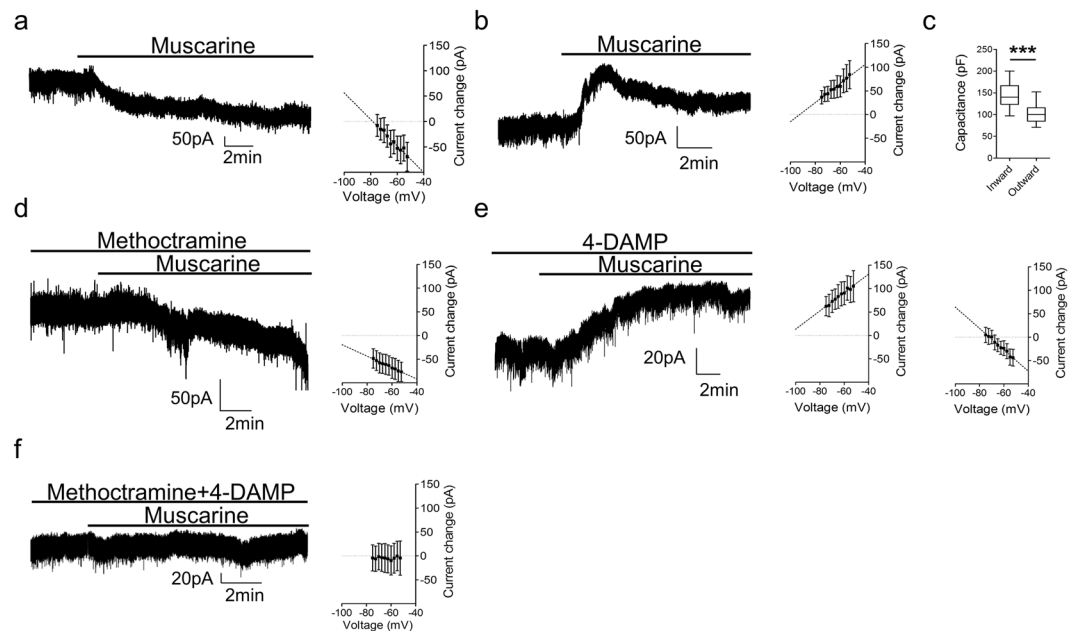 a
Muscarine
50pA
2min
150
100
50
0
-50
Current change (pA)
-100 -80 -60 -40
Voltage (mV)
b
Muscarine
50pA
2min
150
100
50
0
-50
Current change (pA)
-100 -80 -60 -40
Voltage (mV)
c
***
Capacitance (pF)
250
200
150
100
50
0
Inward
Outward
d
Methoctramine
Muscarine
50pA
2min
150
100
50
0
-50
Current change (pA)
-100 -80 -60 -40
Voltage (mV)
e
4-DAMP
Muscarine
20pA
2min
150
100
50
0
-50
Current change (pA)
-100 -80 -60 -40
Voltage (mV)
150
100
50
0
-50
Current change (pA)
-100 -80 -60 -40
Voltage (mV)
f
Methoctramine+4-DAMP
Muscarine
20pA
2min
150
100
50
0
-50
Current change (pA)
-100 -80 -60 -40
Voltage (mV)